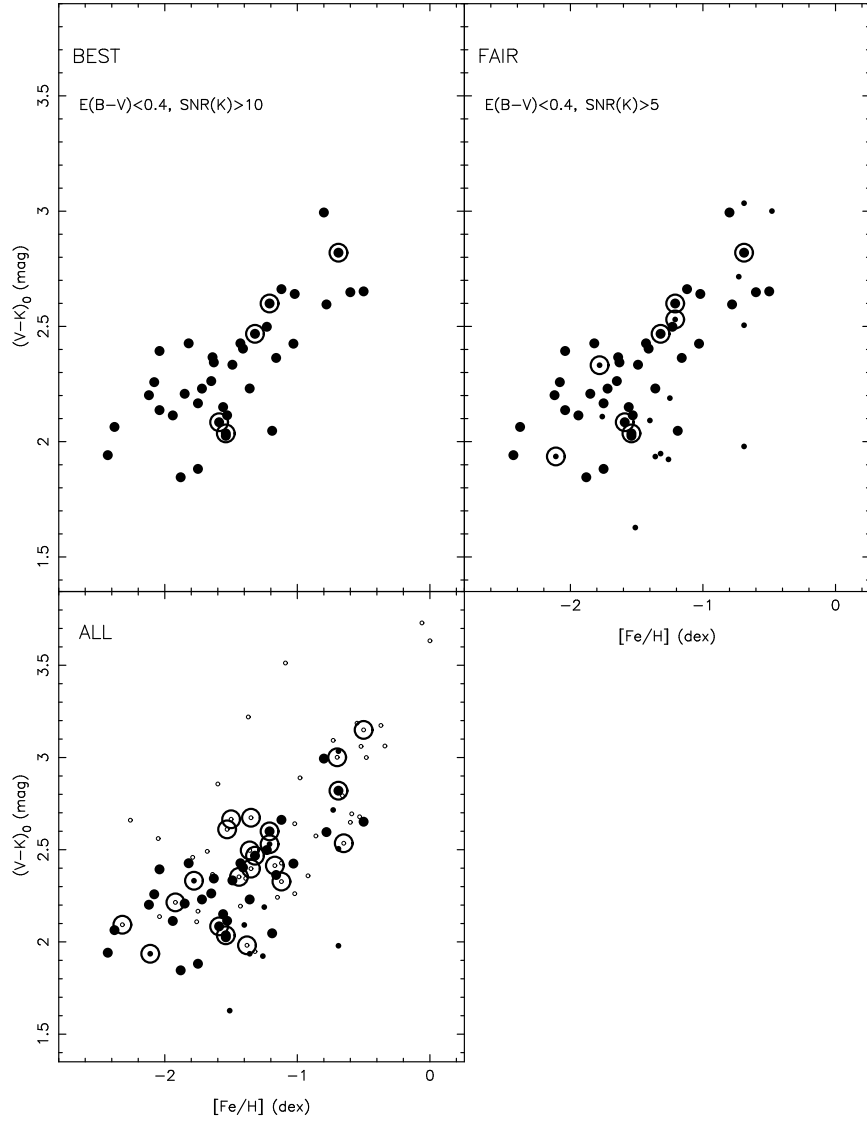 BEST
E(B−V)<0.4, SNR(K)>10
FAIR
E(B−V)<0.4, SNR(K)>5
3.5
3
2.5
2
1.5
(V−K)₀ (mag)
−2
−1
0
[Fe/H] (dex)
ALL
3.5
3
2.5
2
1.5
(V−K)₀ (mag)
−2
−1
0
[Fe/H] (dex)